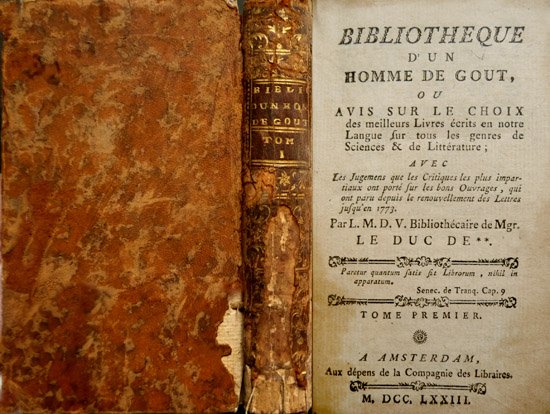 BIBLI
D'UN HOM
DE GOUT
TOM
I
BIBLIOTHEQUE
D'UN
HOMME DE GOUT,
OU
AVIS SUR LE CHOIX
des meilleurs Livres écrits en notre
Langue ſur tous les genres de
Sciences & de Littérature ;
AVEC
Les Jugemens que les Critiques les plus impar-
tiaux ont porté ſur les bons Ouvrages, qui
ont paru depuis le renouvellement des Lettres
juſqu'en 1773.
Par L. M. D. V. Bibliothécaire de Mgr.
LE DUC DE **.
Paratur quantum ſatis ſit Librorum, nihil in
apparatum.
Senec. de Tranq. Cap. 9
TOME PREMIER.
A AMSTERDAM,
Aux dépens de la Compagnie des Libraires.
M. DCC. LXXIII.